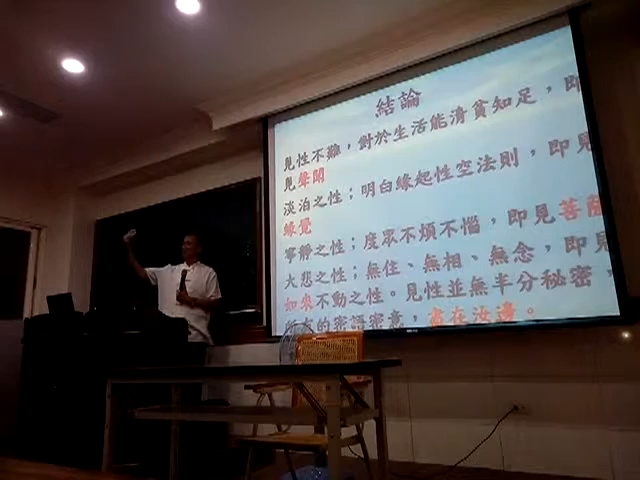 結論
見性不難，對於生活能清貧知足，即
見聲聞
淡泊之性；明白緣起性空法則，即見
緣覺
寧靜之性；度眾不煩不惱，即見菩薩
大悲之性；無住、無相、無念，即見
如來不動之性。見性並無半分秘密，
所有的密語密意，盡在汝邊。